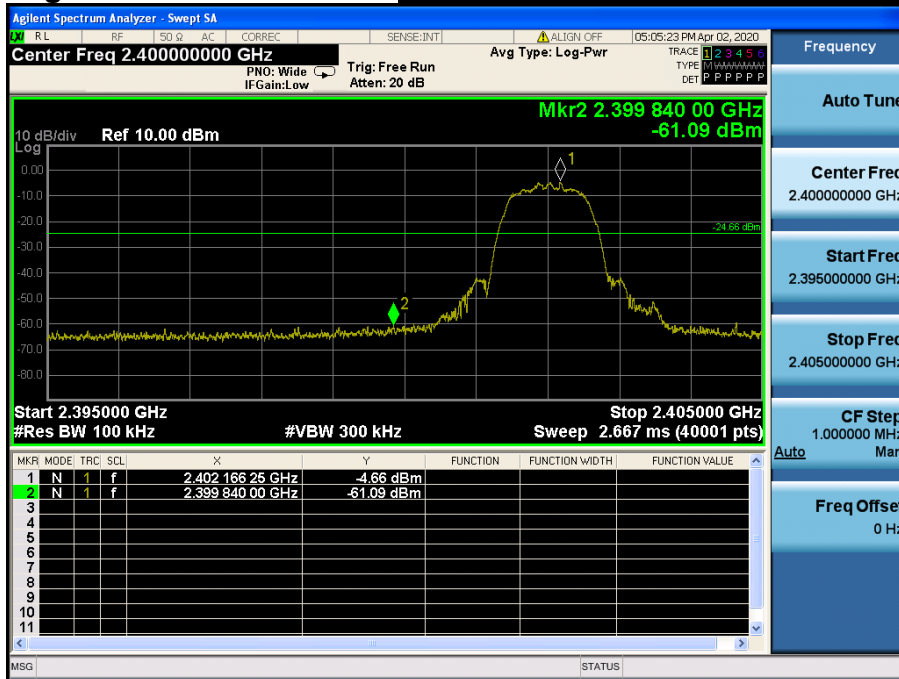 Agilent Spectrum Analyzer - Swept SA
LXI RL RF 50 Ω AC CORREC SENSE:INT ALIGN OFF 05:05:23 PM Apr 02, 2020
Center Freq 2.400000000 GHz
PNO: Wide
IFGain:Low
Trig: Free Run
Atten: 20 dB
Avg Type: Log-Pwr
TRACE 1 2 3 4 5 6
TYPE M WWWWW
DET P P P P P P
Mkr2 2.399 840 00 GHz
-61.09 dBm
10 dB/div Ref 10.00 dBm
Log
0.00
-10.0
-20.0
-30.0
-40.0
-50.0
-60.0
-70.0
-80.0
1
2
-24.66 dBm
Start 2.395000 GHz Stop 2.405000 GHz
#Res BW 100 kHz #VBW 300 kHz Sweep 2.667 ms (40001 pts)
MKR MODE TRC SCL X Y FUNCTION FUNCTION WIDTH FUNCTION VALUE
1 N 1 f 2.402 166 25 GHz -4.66 dBm
2 N 1 f 2.399 840 00 GHz -61.09 dBm
3
4
5
6
7
8
9
10
11
MSG STATUS
Frequency
Auto Tune
Center Freq
2.400000000 GHz
Start Freq
2.395000000 GHz
Stop Freq
2.405000000 GHz
CF Step
1.000000 MHz
Auto Man
Freq Offset
0 Hz